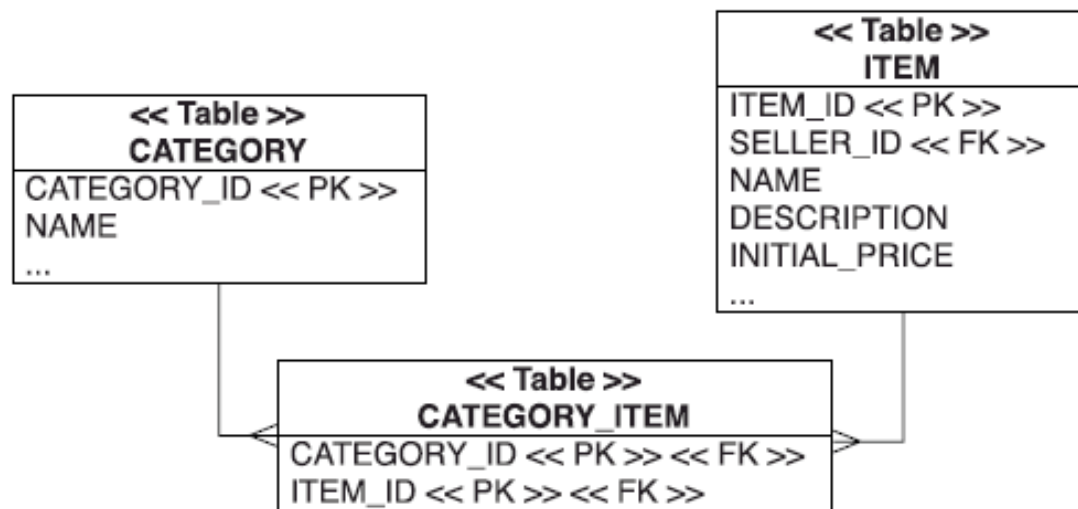 << Table >>
CATEGORY
CATEGORY_ID << PK >>
NAME
...
<< Table >>
ITEM
ITEM_ID << PK >>
SELLER_ID << FK >>
NAME
DESCRIPTION
INITIAL_PRICE
...
<< Table >>
CATEGORY_ITEM
CATEGORY_ID << PK >> << FK >>
ITEM_ID << PK >> << FK >>